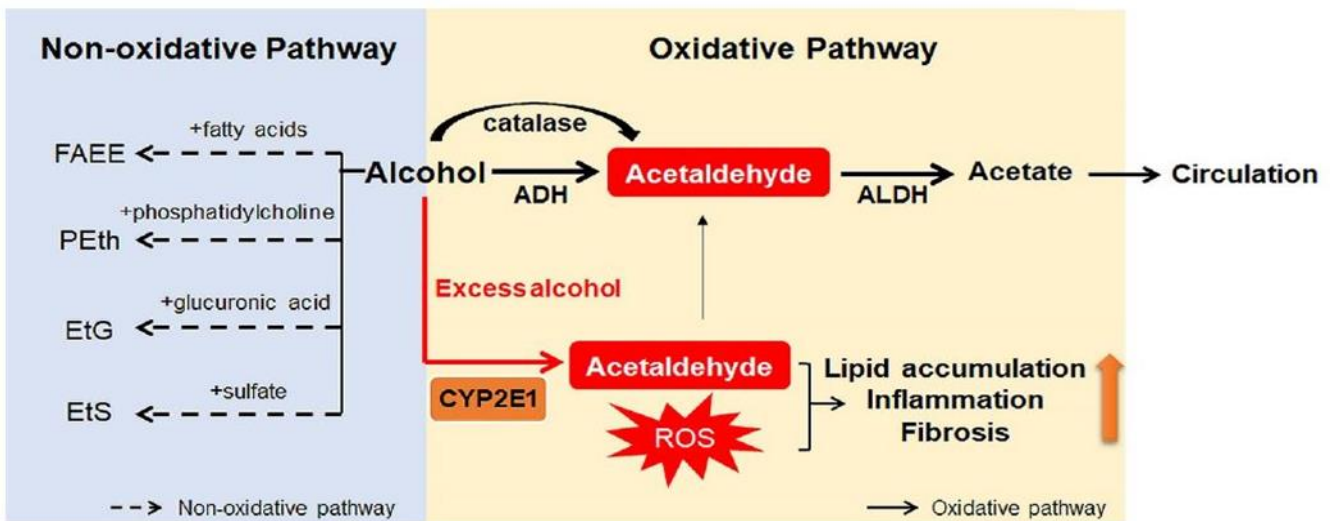 Non-oxidative Pathway
Oxidative Pathway
+fatty acids
FAEE
+phosphatidylcholine
PEth
+glucuronic acid
EtG
+sulfate
EtS
Alcohol
catalase
ADH
Acetaldehyde
ALDH
Acetate
Circulation
Excess alcohol
CYP2E1
Acetaldehyde
ROS
Lipid accumulation
Inflammation
Fibrosis
Non-oxidative pathway
Oxidative pathway